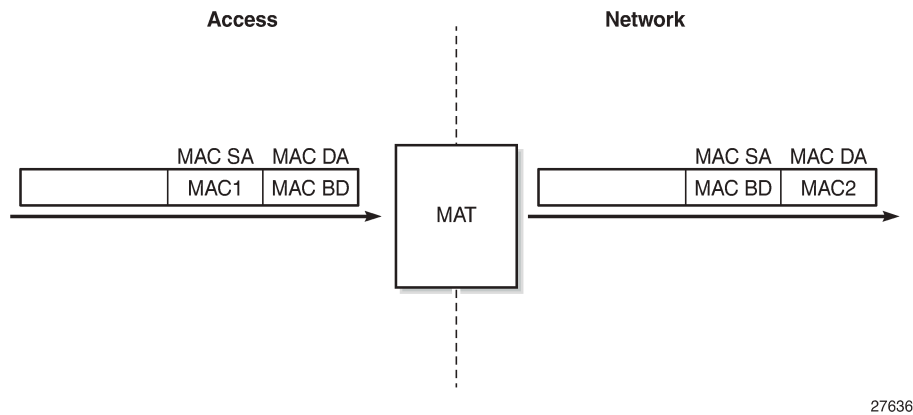 Access Network
MAC SA MAC DA MAC SA MAC DA
MAC1 MAC BD MAT MAC BD MAC2
27636